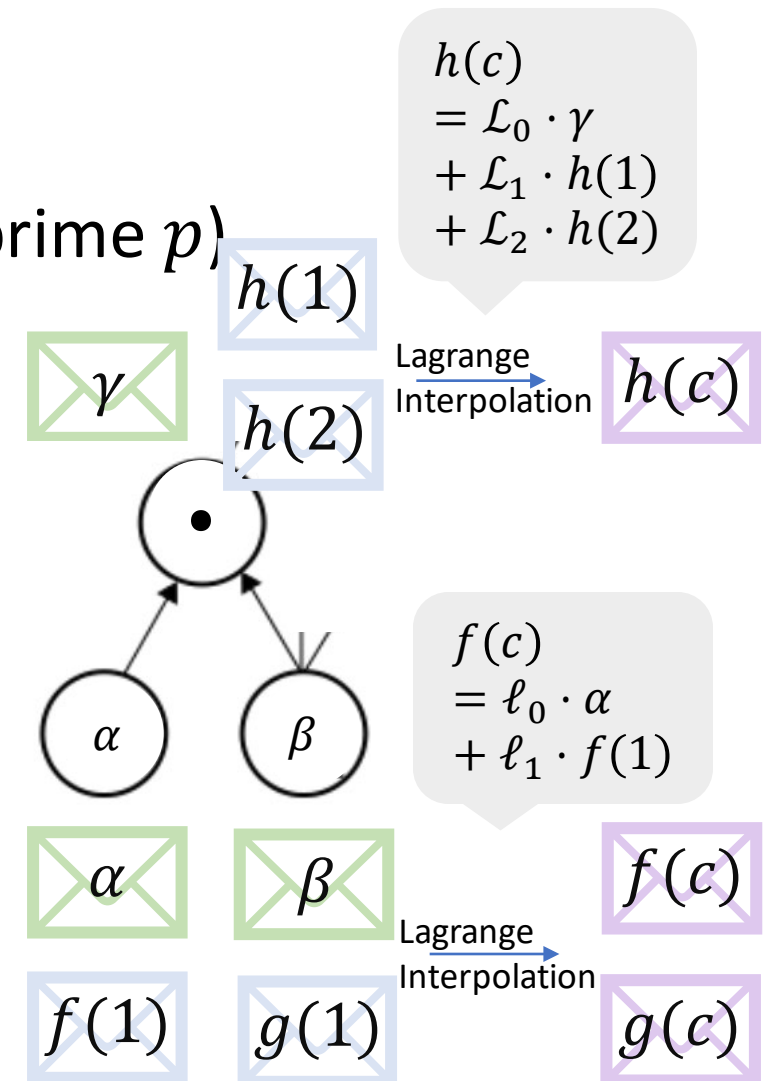 h(c)
= ℒ₀ · γ
+ ℒ₁ · h(1)
+ ℒ₂ · h(2)
prime p)
h(1)
γ
Lagrange
Interpolation
h(c)
h(2)
•
f(c)
= ℓ₀ · α
+ ℓ₁ · f(1)
α
β
α
β
f(c)
Lagrange
Interpolation
f(1)
g(1)
g(c)